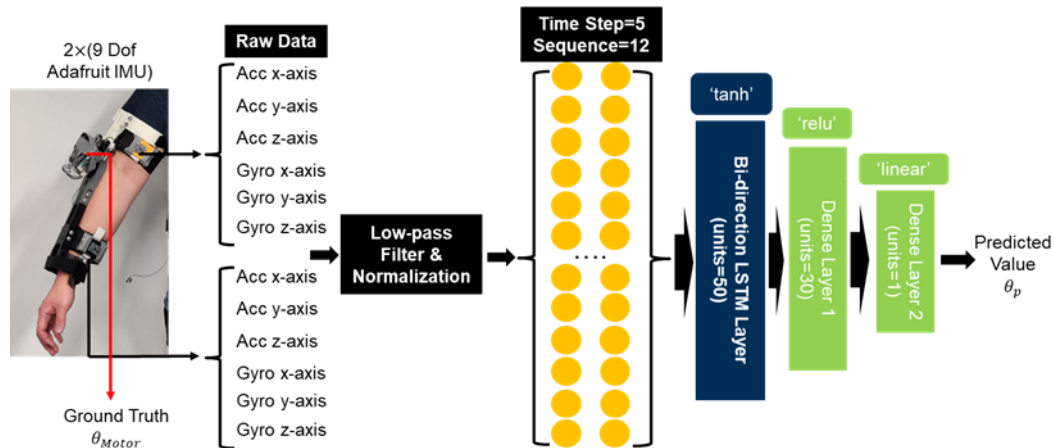 2×(9 Dof
Adafruit IMU)
Raw Data
Acc x-axis
Acc y-axis
Acc z-axis
Gyro x-axis
Gyro y-axis
Gyro z-axis
Acc x-axis
Acc y-axis
Acc z-axis
Gyro x-axis
Gyro y-axis
Gyro z-axis
Ground Truth
θ_Motor
Low-pass
Filter &
Normalization
Time Step=5
Sequence=12
....
'tanh'
Bi-direction LSTM Layer
(units=50)
'relu'
Dense Layer 1
(units=30)
'linear'
Dense Layer 2
(units=1)
Predicted
Value
θ_p